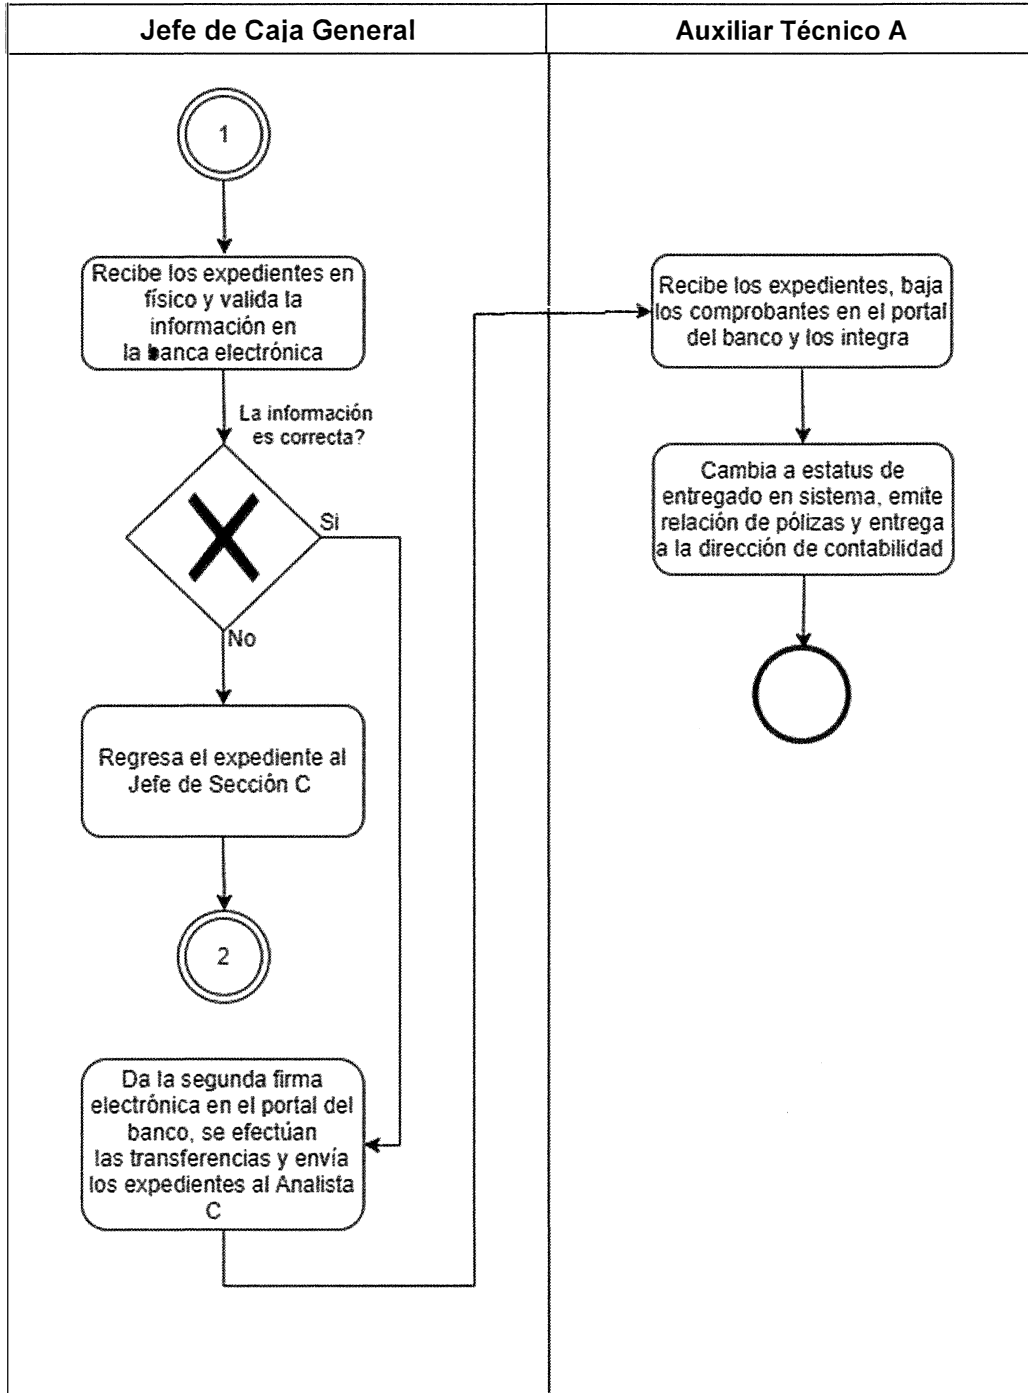 Jefe de Caja General
Auxiliar Técnico A
1
Recibe los expedientes en
físico y valida la
información en
la banca electrónica
La información
es correcta?
Si
No
Regresa el expediente al
Jefe de Sección C
2
Da la segunda firma
electrónica en el portal del
banco, se efectúan
las transferencias y envía
los expedientes al Analista
C
Recibe los expedientes, baja
los comprobantes en el portal
del banco y los integra
Cambia a estatus de
entregado en sistema, emite
relación de pólizas y entrega
a la dirección de contabilidad